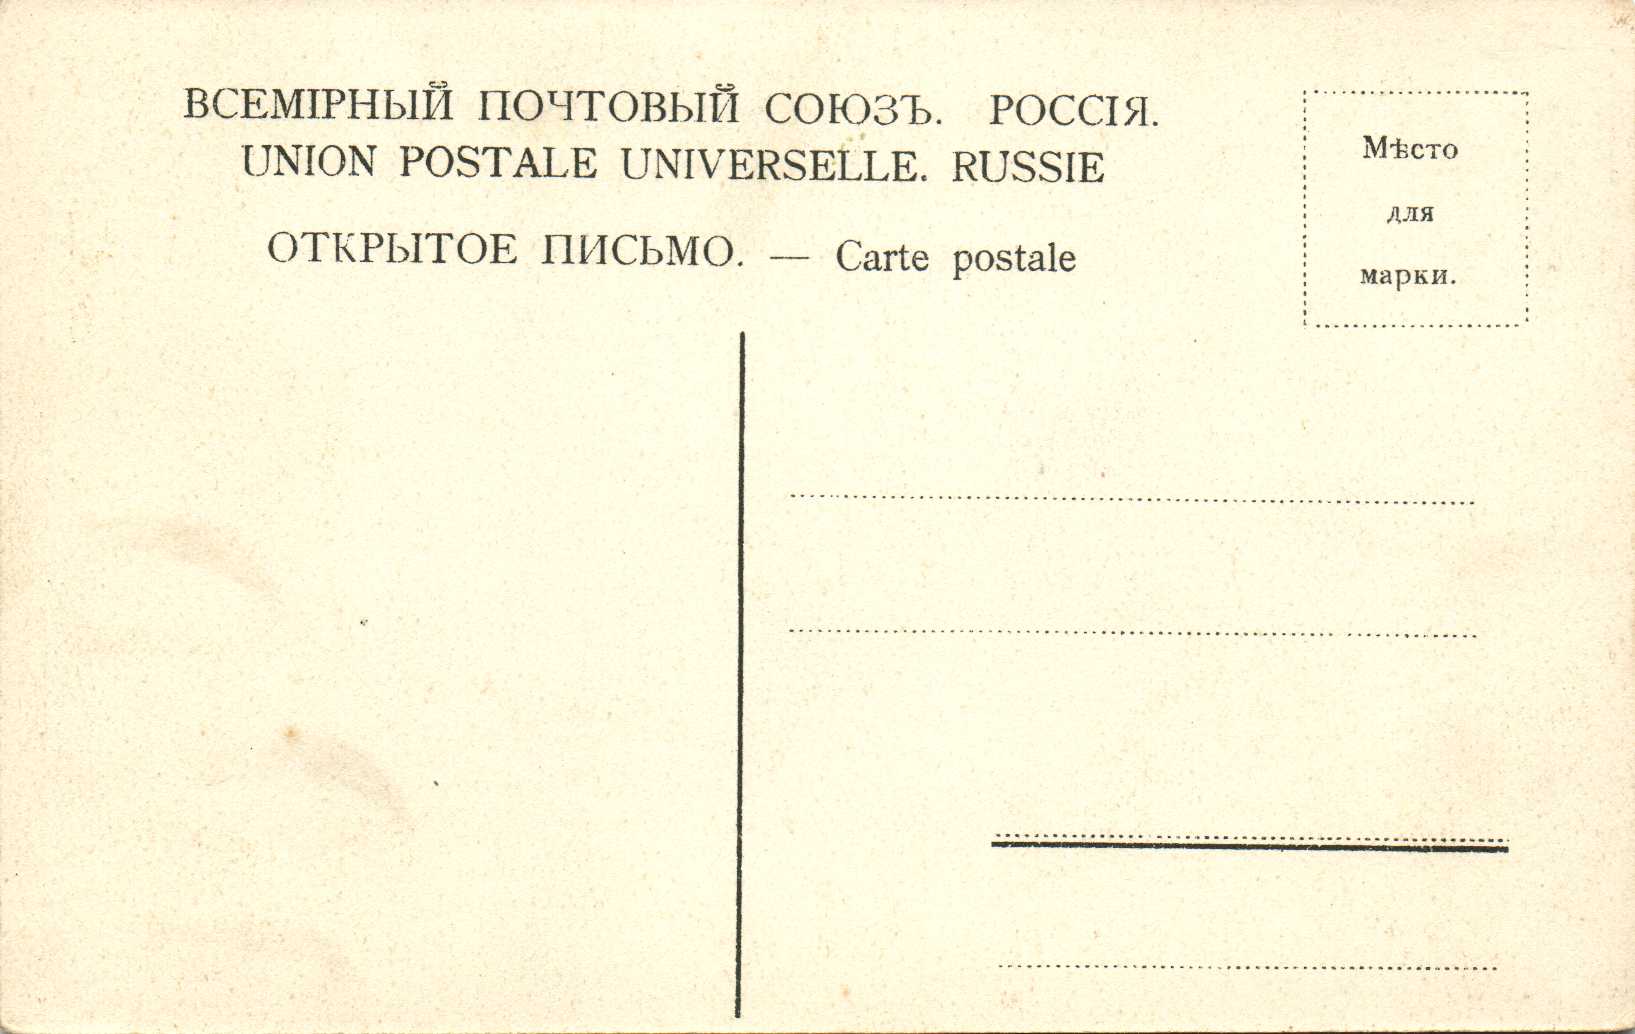 ВСЕМІРНЫЙ ПОЧТОВЫЙ СОЮЗЪ. РОССІЯ.
UNION POSTALE UNIVERSELLE. RUSSIE
ОТКРЫТОЕ ПИСЬМО. — Carte postale
Мѣсто
для
марки.